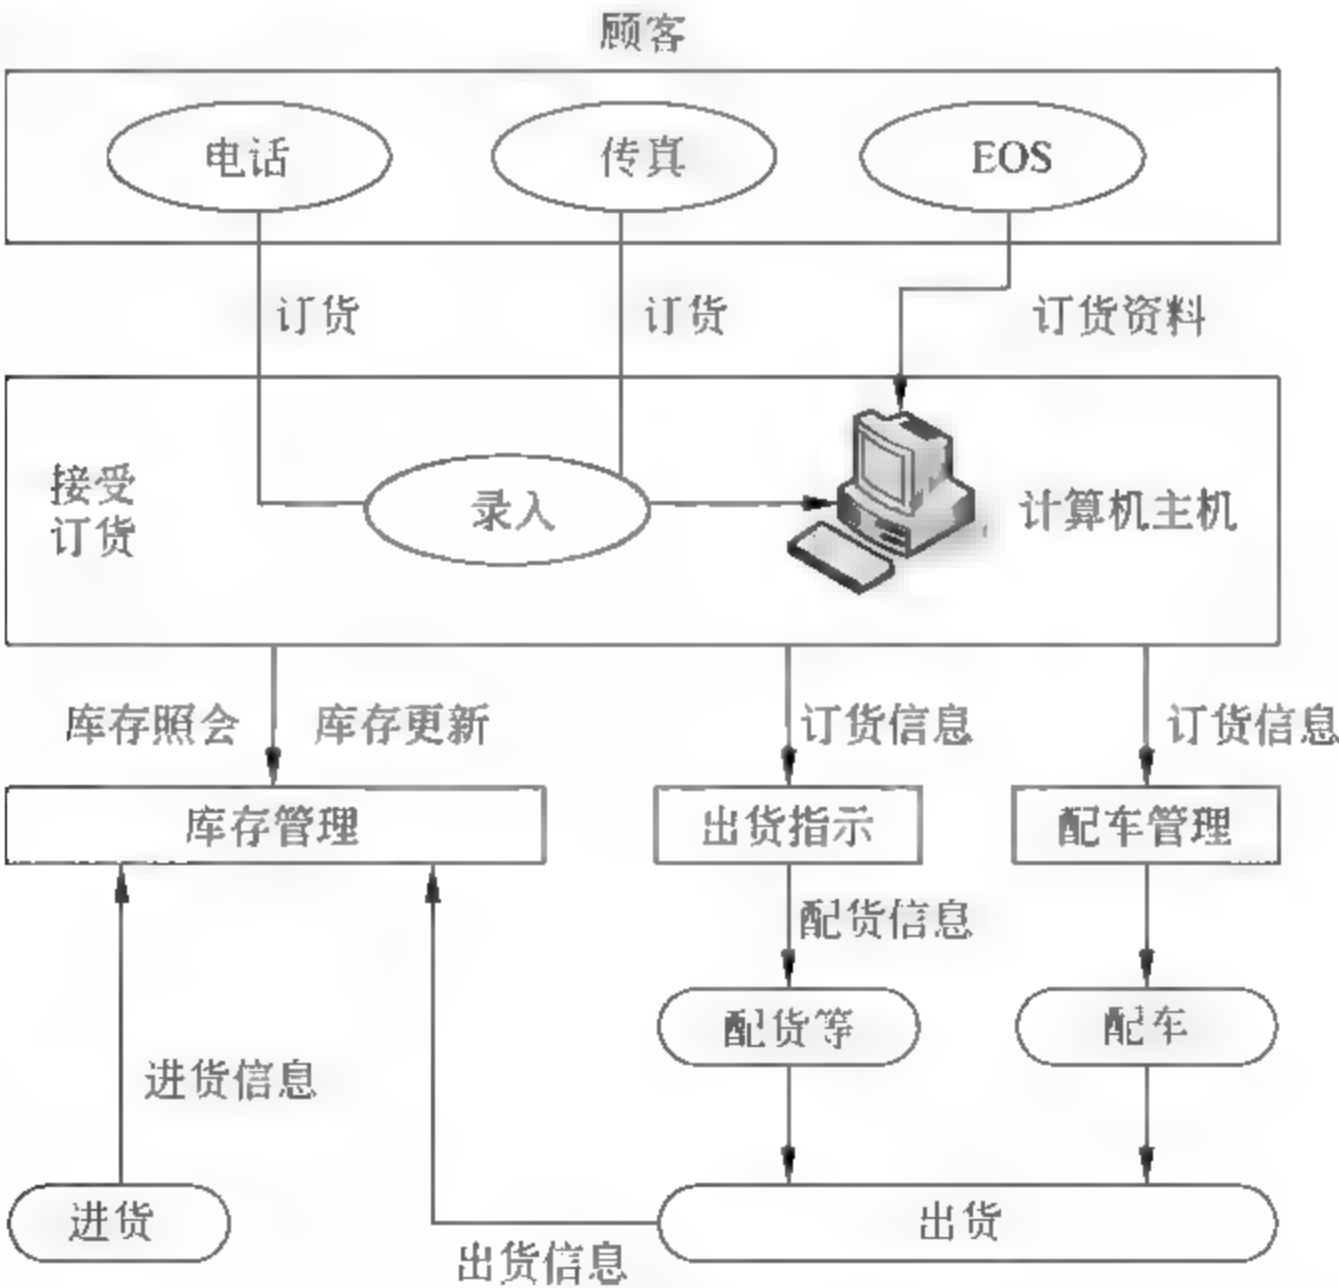 顾客
电话
传真
EOS
订货
订货
订货资料
接受
订货
录入
计算机主机
库存照会
库存更新
订货信息
订货信息
库存管理
出货指示
配车管理
配货信息
配货等
配车
进货信息
进货
出货
出货信息